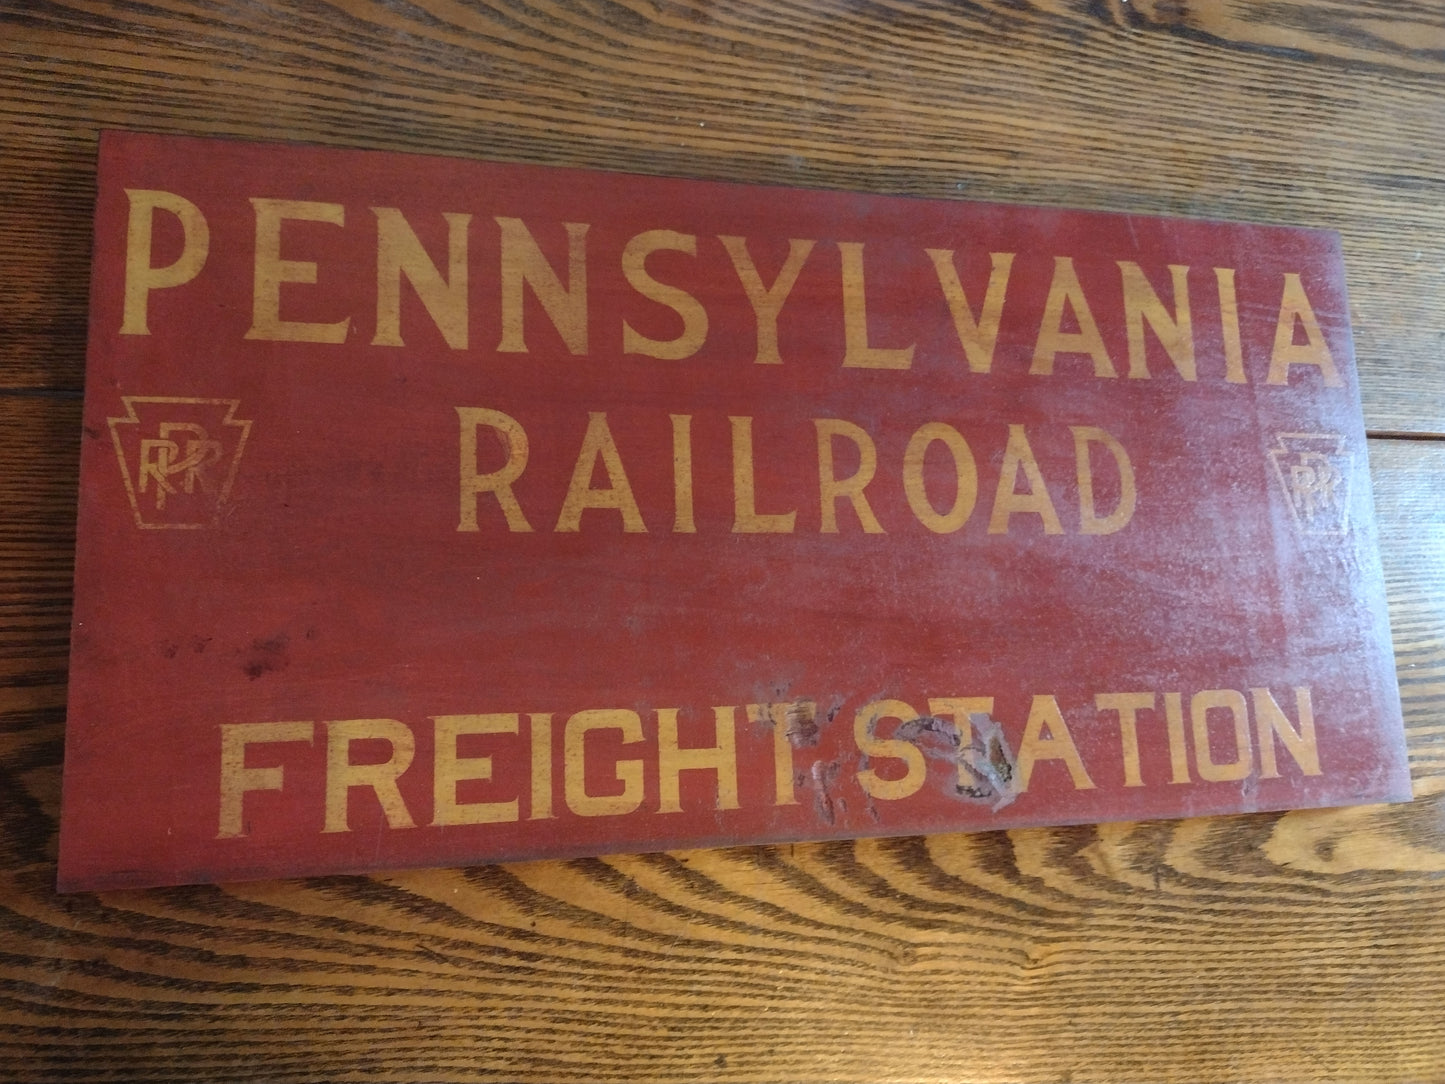 PENNSYLVANIA
PRR RAILROAD PRR
FREIGHT STATION